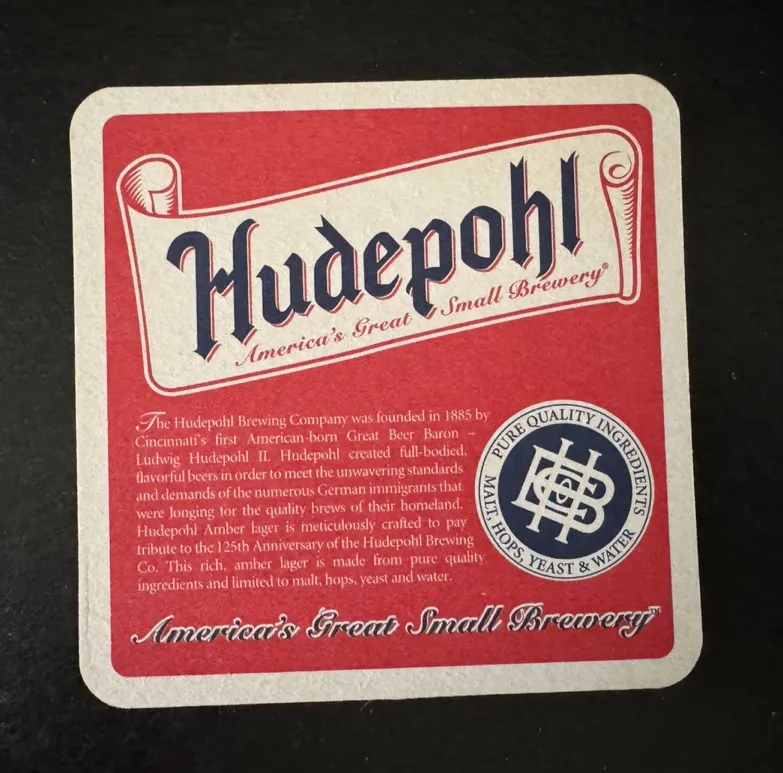 Hudepohl
America's Great Small Brewery®
The Hudepohl Brewing Company was founded in 1885 by
Cincinnati's first American-born Great Beer Baron –
Ludwig Hudepohl II. Hudepohl created full-bodied,
flavorful beers in order to meet the unwavering standards
and demands of the numerous German immigrants that
were longing for the quality brews of their homeland.
Hudepohl Amber lager is meticulously crafted to pay
tribute to the 125th Anniversary of the Hudepohl Brewing
Co. This rich, amber lager is made from pure quality
ingredients and limited to malt, hops, yeast and water.
PURE QUALITY INGREDIENTS
HBCo
MALT, HOPS, YEAST & WATER
America's Great Small Brewery™